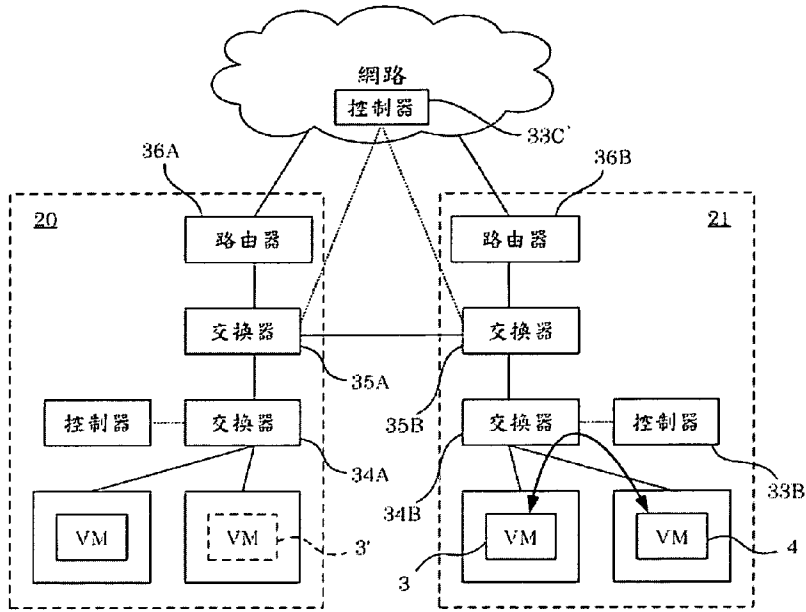 網路
控制器
33C'
36A
36B
20
21
路由器
路由器
交換器
交換器
35A
35B
控制器
交換器
交換器
控制器
34A
34B
33B
VM
VM
3'
VM
3
VM
4